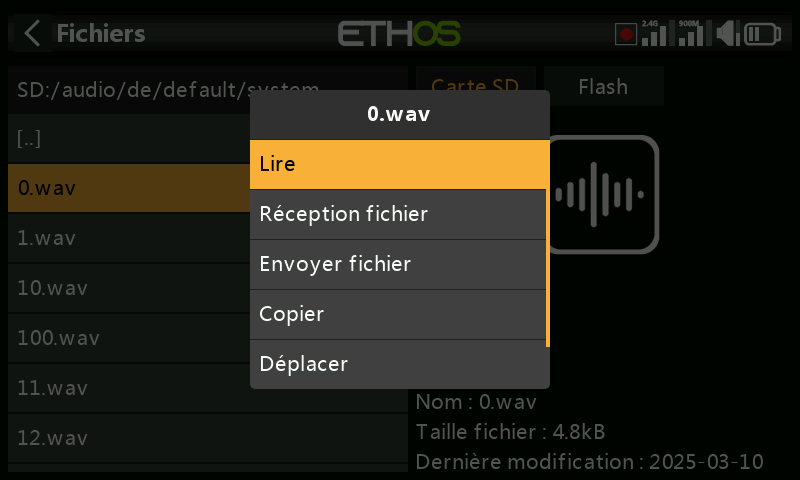 Fichiers
ETHOS
2.4G
900M
SD:/audio/de/default/system
Carte SD
Flash
[..]
0.wav
1.wav
10.wav
100.wav
11.wav
12.wav
0.wav
Lire
Réception fichier
Envoyer fichier
Copier
Déplacer
Nom : 0.wav
Taille fichier : 4.8kB
Dernière modification : 2025-03-10